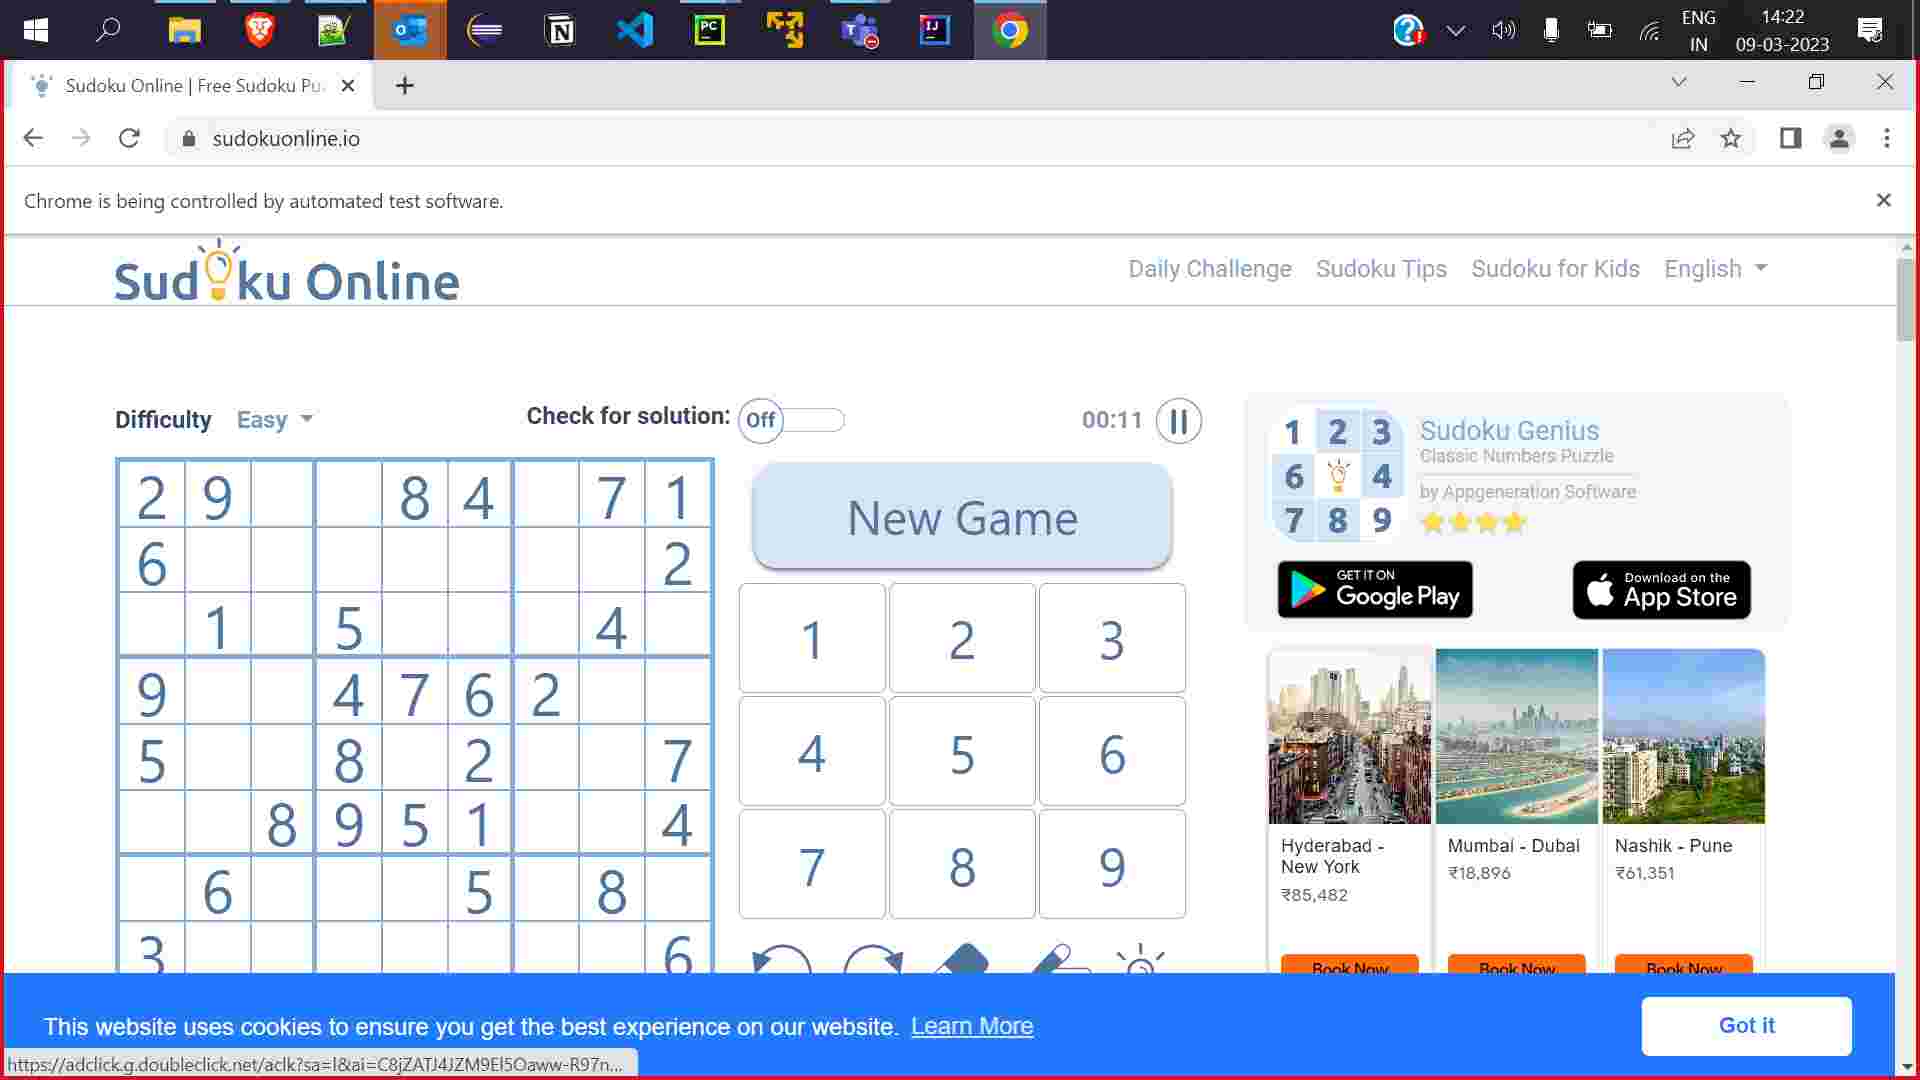 ENG
IN
14:22
09-03-2023
Sudoku Online | Free Sudoku Pu
sudokuonline.io
Chrome is being controlled by automated test software.
Sudoku Online
Daily Challenge Sudoku Tips Sudoku for Kids English
Difficulty Easy Check for solution: Off 00:11
2 9 8 4 7 1
6 2
1 5 4
9 4 7 6 2
5 8 2 7
8 9 5 1 4
6 5 8
3 6
New Game
1 2 3
4 5 6
7 8 9
1 2 3
6 4
7 8 9
Sudoku Genius
Classic Numbers Puzzle
by Appgeneration Software
GET IT ON
Google Play
Download on the
App Store
Hyderabad -
New York
₹85,482
Book Now
Mumbai - Dubai
₹18,896
Book Now
Nashik - Pune
₹61,351
Book Now
This website uses cookies to ensure you get the best experience on our website. Learn More
Got it
https://adclick.g.doubleclick.net/aclk?sa=l&ai=C8jZATJ4JZM9El5Oaww-R97n...